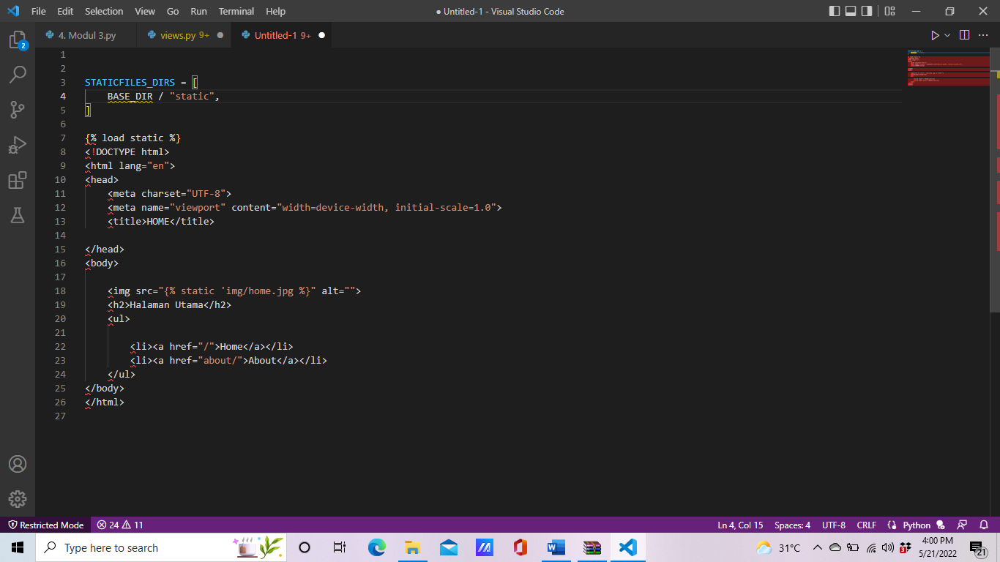 File Edit Selection View Go Run Terminal Help
● Untitled-1 - Visual Studio Code
4. Modul 3.py
views.py 9+
Untitled-1 9+
2
1
2
3 STATICFILES_DIRS = [
4 BASE_DIR / "static",
5 ]
6
7 {% load static %}
8 <!DOCTYPE html>
9 <html lang="en">
10 <head>
11 <meta charset="UTF-8">
12 <meta name="viewport" content="width=device-width, initial-scale=1.0">
13 <title>HOME</title>
14
15 </head>
16 <body>
17
18 <img src="{% static 'img/home.jpg %}" alt="">
19 <h2>Halaman Utama</h2>
20 <ul>
21
22 <li><a href="/">Home</a></li>
23 <li><a href="about/">About</a></li>
24 </ul>
25 </body>
26 </html>
27
Restricted Mode 24 11
Ln 4, Col 15 Spaces: 4 UTF-8 CRLF Python
Type here to search
31°C
4:00 PM
5/21/2022
21